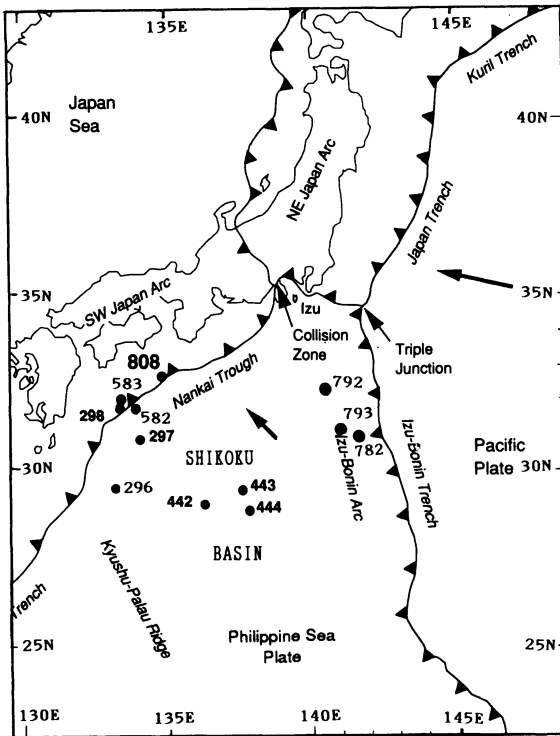 135E
145E
Kuril Trench
40N
Japan
Sea
40N
NE Japan Arc
Japan Trench
35N
35N
SW Japan Arc
Izu
Collision
Zone
Triple
Junction
808
Nankai Trough
583
792
298
582
793
297
782
SHIKOKU
Izu-Bonin Arc
Izu-Bonin Trench
Pacific
Plate
30N
30N
296
443
442
444
BASIN
Kyushu-Palau Ridge
Trench
Philippine Sea
Plate
25N
25N
130E
135E
140E
145E